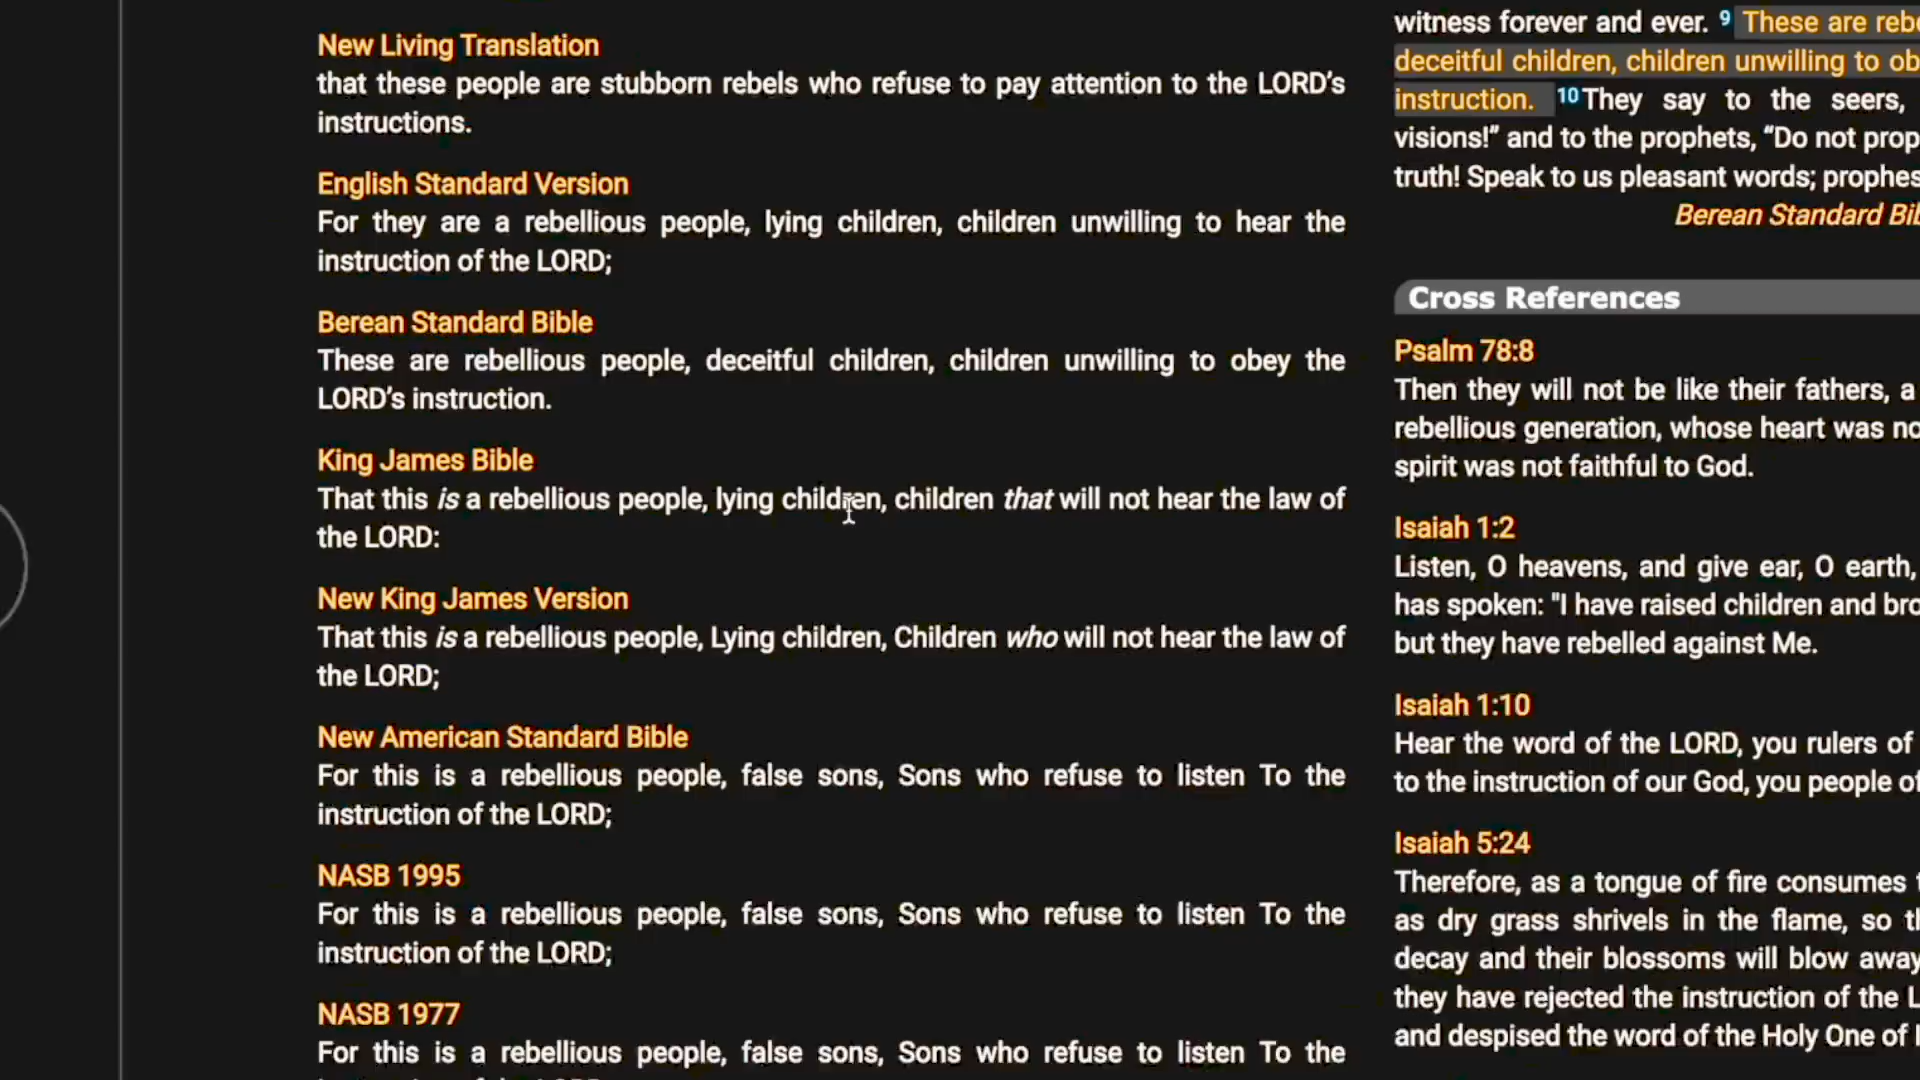 New Living Translation
that these people are stubborn rebels who refuse to pay attention to the LORD’s
instructions.
English Standard Version
For they are a rebellious people, lying children, children unwilling to hear the
instruction of the LORD;
Berean Standard Bible
These are rebellious people, deceitful children, children unwilling to obey the
LORD’s instruction.
King James Bible
That this is a rebellious people, lying children, children that will not hear the law of
the LORD:
New King James Version
That this is a rebellious people, Lying children, Children who will not hear the law of
the LORD;
New American Standard Bible
For this is a rebellious people, false sons, Sons who refuse to listen To the
instruction of the LORD;
NASB 1995
For this is a rebellious people, false sons, Sons who refuse to listen To the
instruction of the LORD;
NASB 1977
For this is a rebellious people, false sons, Sons who refuse to listen To the
witness forever and ever. 9 These are
deceitful children, children unwilling to
instruction. 10 They say to the seers,
visions!” and to the prophets, “Do not
truth! Speak to us pleasant words;
Berean Standard
Cross References
Psalm 78:8
Then they will not be like their fathers, a
rebellious generation, whose heart was
spirit was not faithful to God.
Isaiah 1:2
Listen, O heavens, and give ear, O earth,
has spoken: "I have raised children and
but they have rebelled against Me.
Isaiah 1:10
Hear the word of the LORD, you rulers of
to the instruction of our God, you people
Isaiah 5:24
Therefore, as a tongue of fire consumes
as dry grass shrivels in the flame, so
decay and their blossoms will blow away
they have rejected the instruction of the
and despised the word of the Holy One of